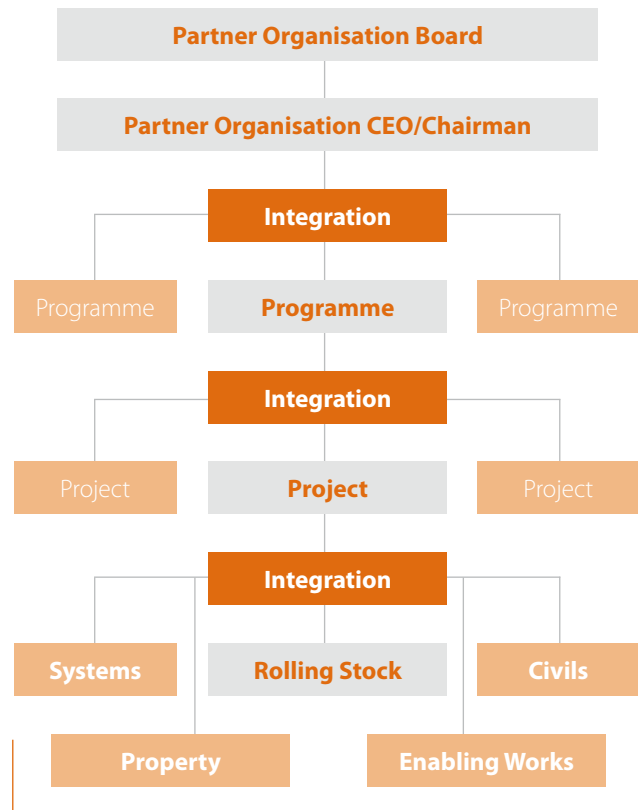 Partner Organisation Board
Partner Organisation CEO/Chairman
Integration
Programme
Programme
Programme
Integration
Project
Project
Project
Integration
Systems
Rolling Stock
Civils
Property
Enabling Works